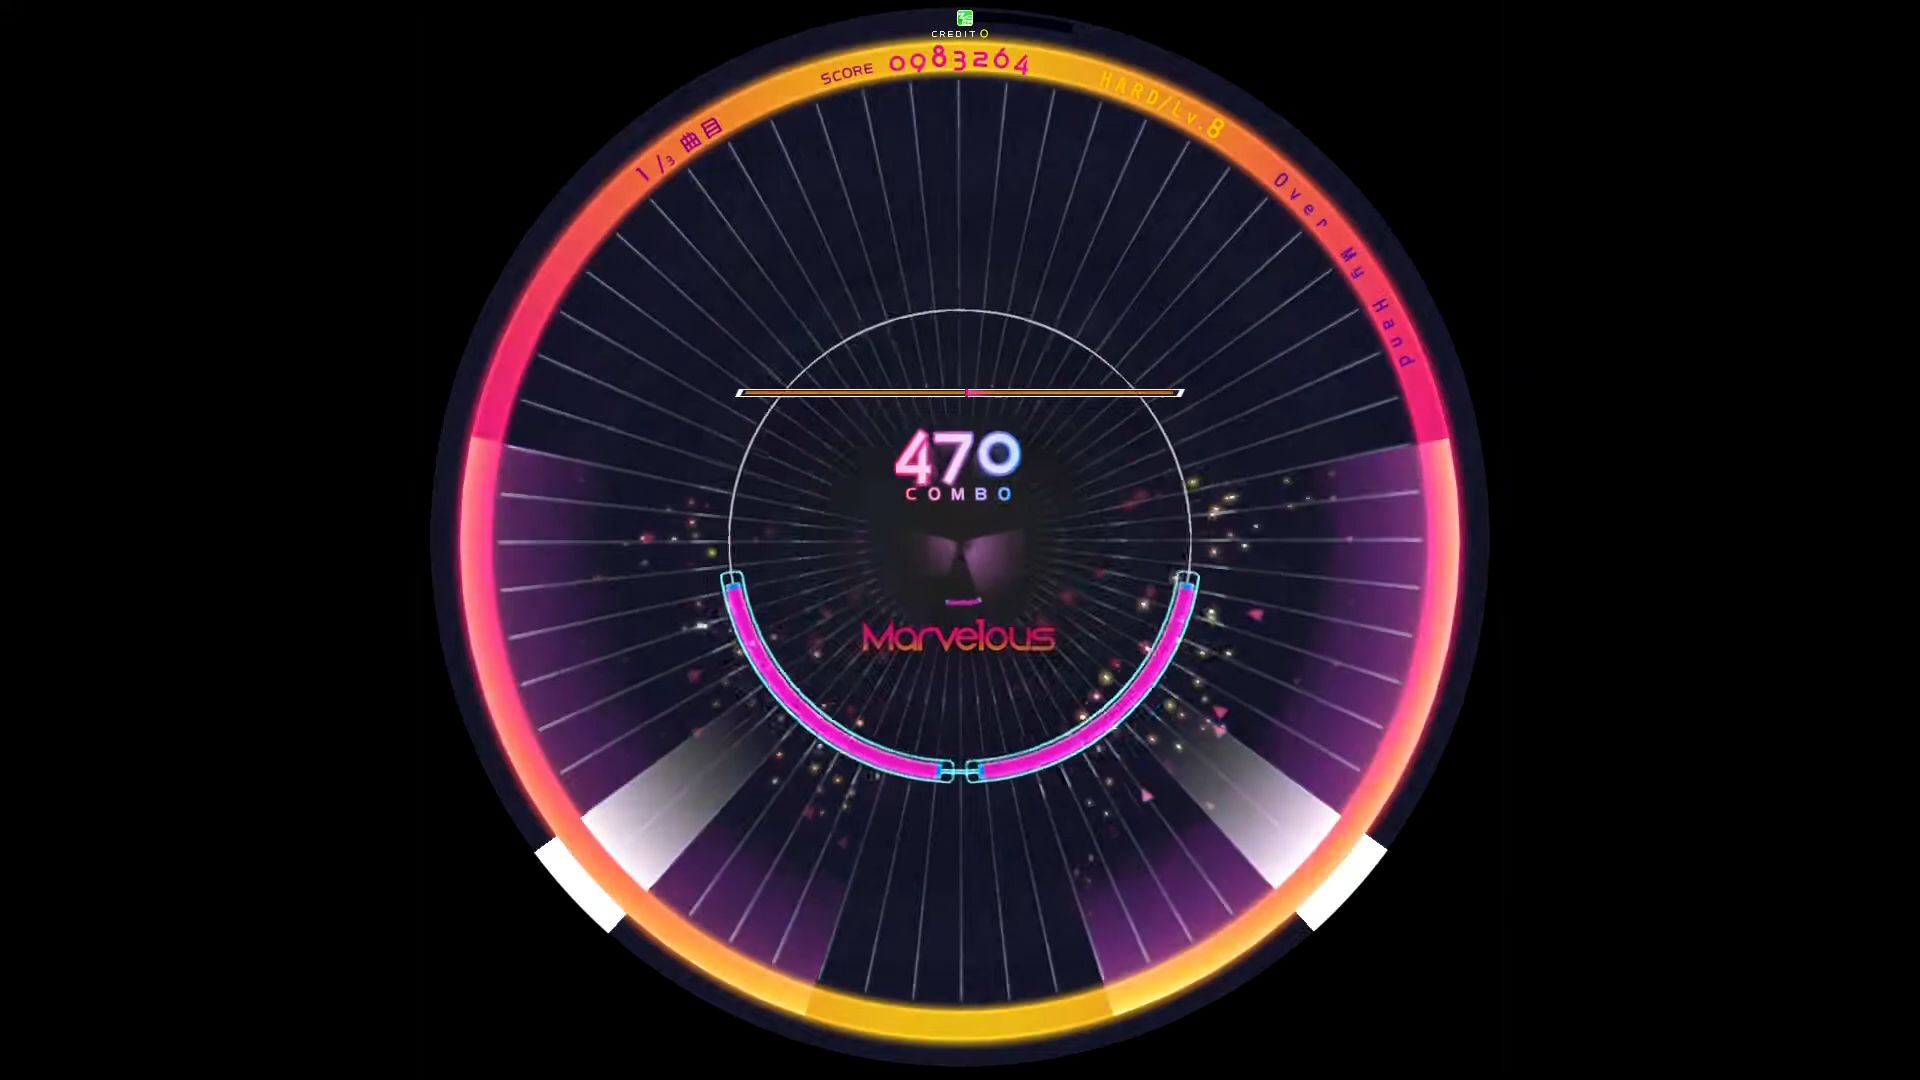 CREDIT 0
SCORE 0983264
HARD/Lv.8
1/3 曲目
Over My Hand
470
COMBO
Marvelous